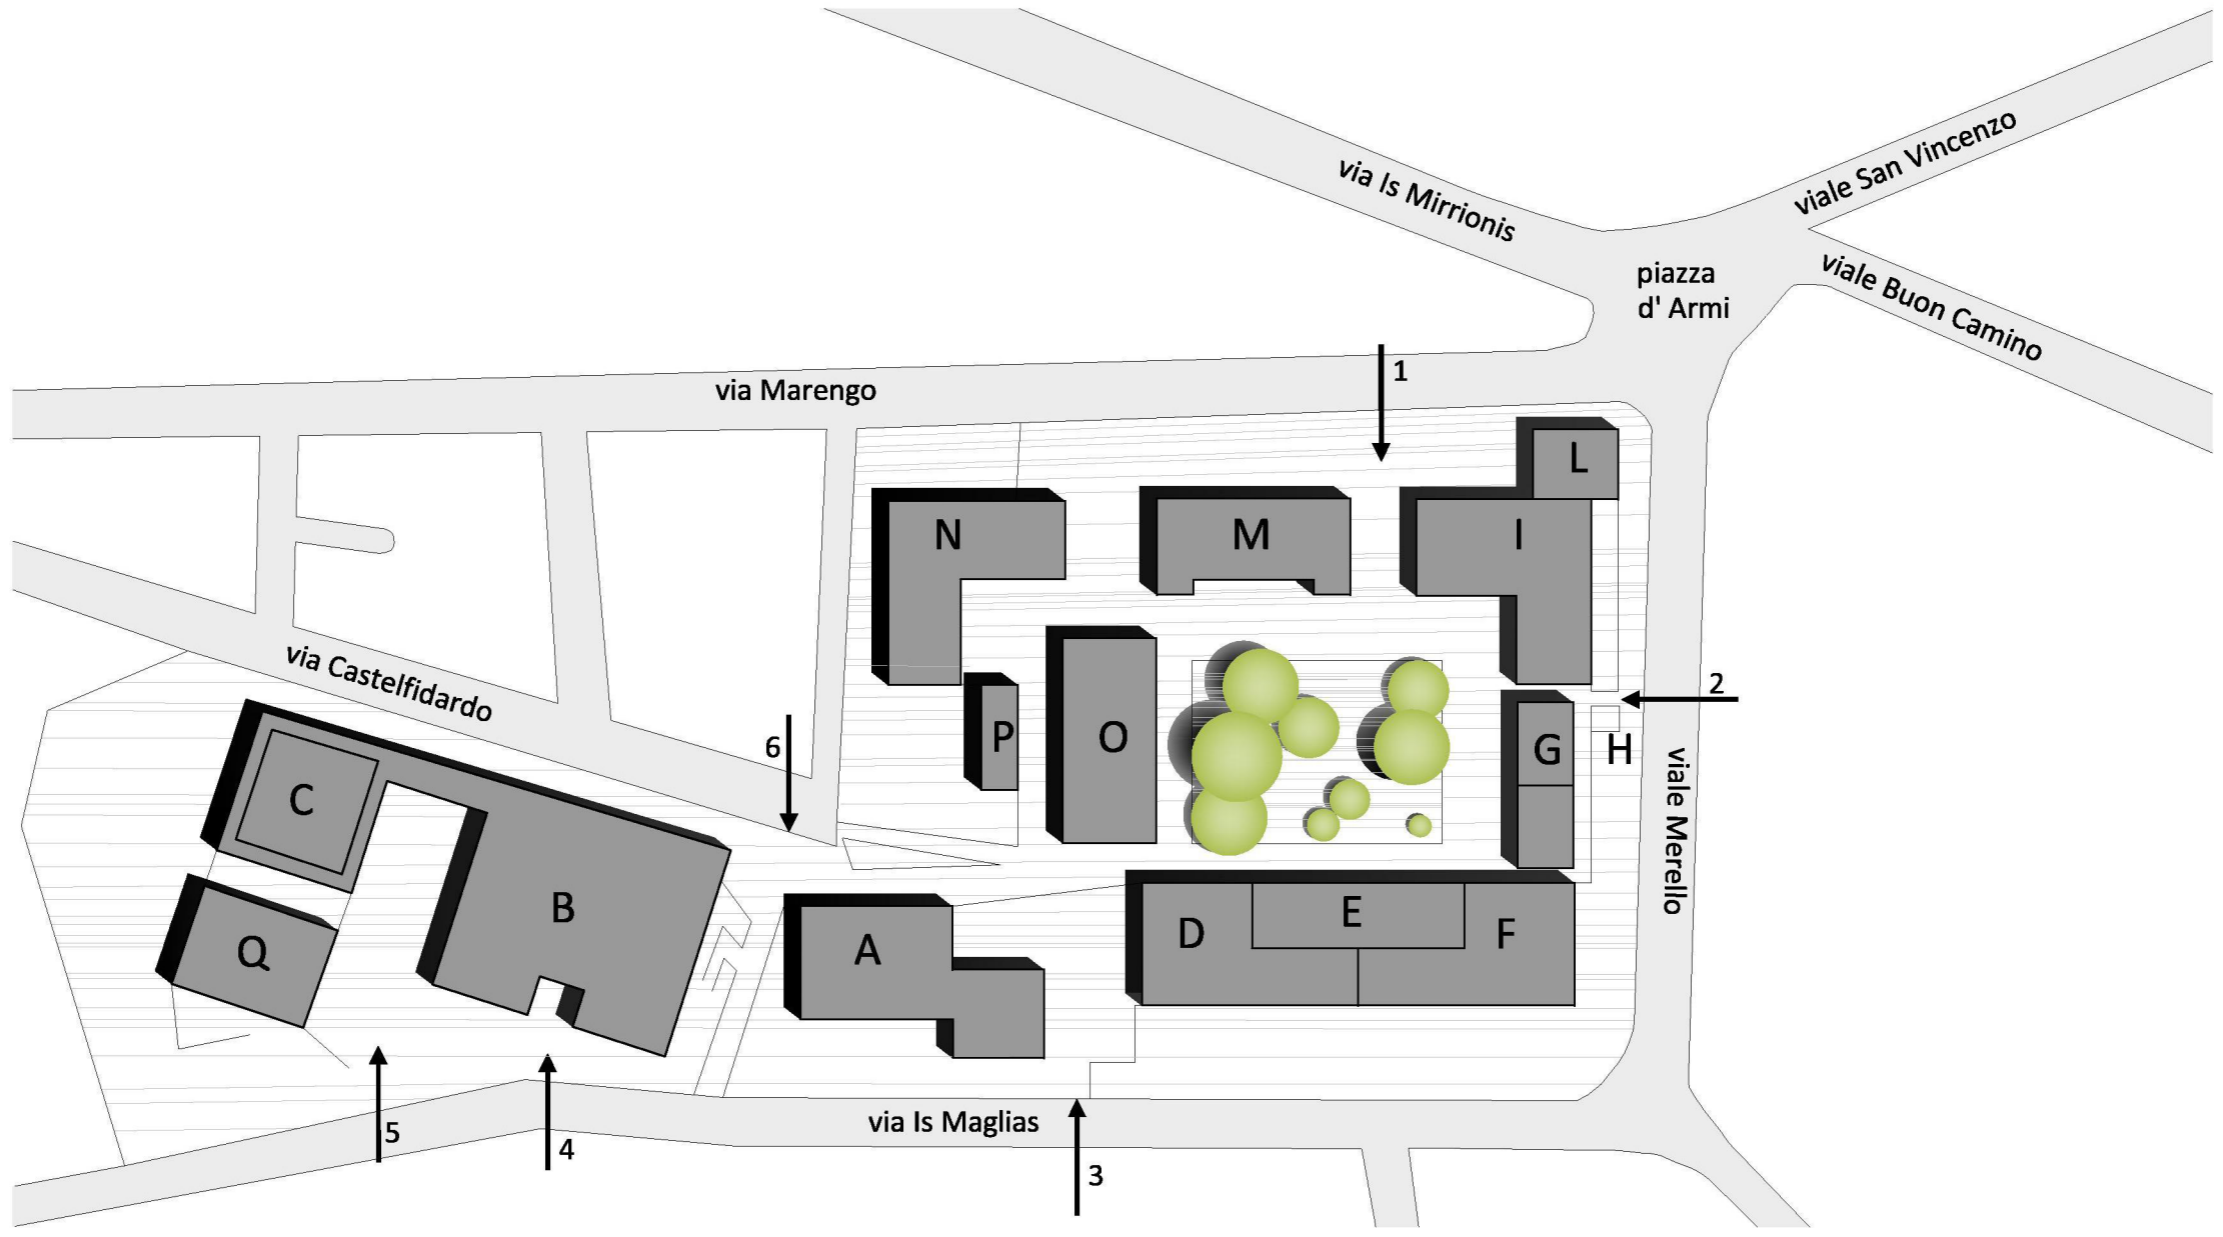 via Is Mirrionis
viale San Vincenzo
piazza
d' Armi
viale Buon Camino
via Marengo
1
L
N
M
I
via Castelfidardo
2
6
P
O
G
H
C
viale Merello
B
Q
A
D
E
F
via Is Maglias
5
4
3